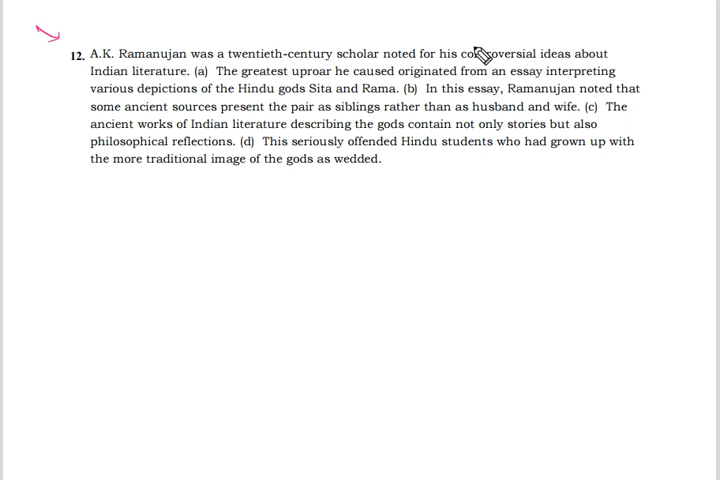 12. A.K. Ramanujan was a twentieth-century scholar noted for his ideas about
Indian literature. (a) The greatest uproar he caused originated from an essay interpreting
various depictions of the Hindu gods Sita and Rama. (b) In this essay, Ramanujan noted that
some ancient sources present the pair as siblings rather than as husband and wife. (c) The
ancient works of Indian literature describing the gods contain not only stories but also
philosophical reflections. (d) This seriously offended Hindu students who had grown up with
the more traditional image of the gods as wedded.